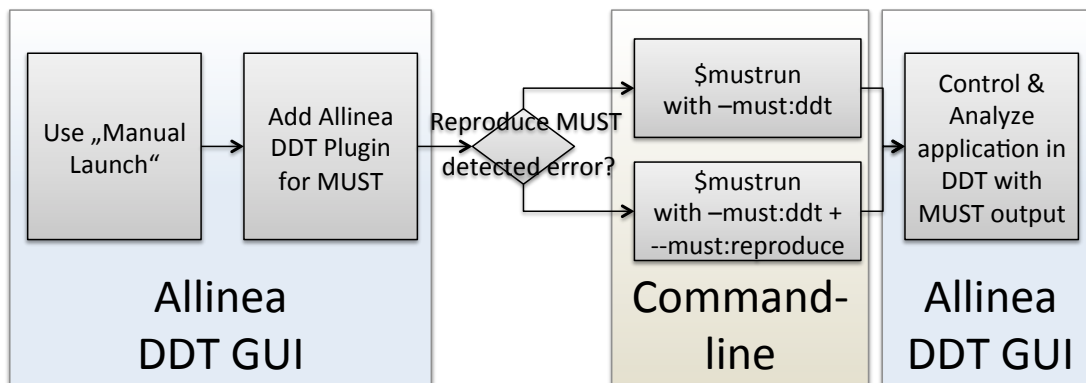 Use „Manual
Launch“
Add Allinea
DDT Plugin
for MUST
Reproduce MUST
detected error?
$mustrun
with –must:ddt
$mustrun
with –must:ddt +
--must:reproduce
Control &
Analyze
application in
DDT with
MUST output
Allinea
DDT GUI
Command-
line
Allinea
DDT GUI